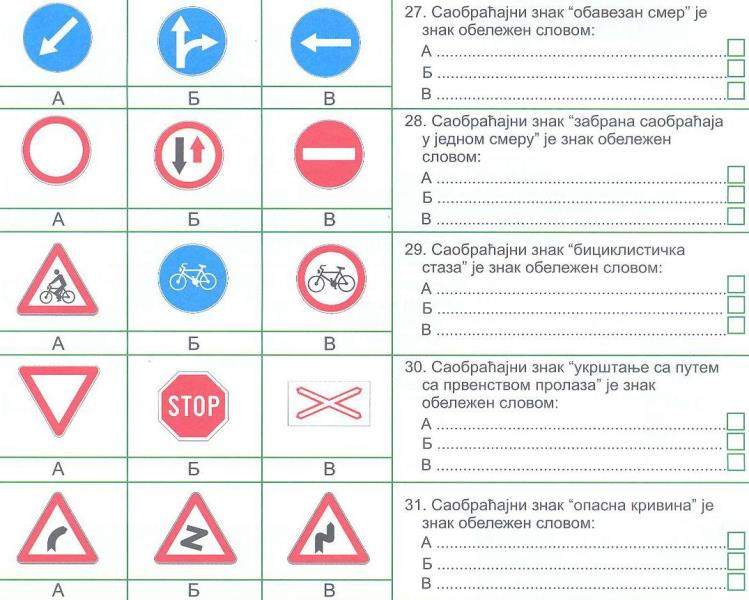 27. Саобраћајни знак “обавезан смер” је
знак обележен словом:
А
Б
В
А Б В
28. Саобраћајни знак “забрана саобраћаја
у једном смеру” је знак обележен
словом:
А
Б
В
А Б В
29. Саобраћајни знак “бициклистичка
стаза” је знак обележен словом:
А
Б
В
А Б В
STOP
30. Саобраћајни знак “укрштање са путем
са првенством пролаза” је знак
обележен словом:
А
Б
В
А Б В
31. Саобраћајни знак “опасна кривина” је
знак обележен словом:
А
Б
В
А Б В